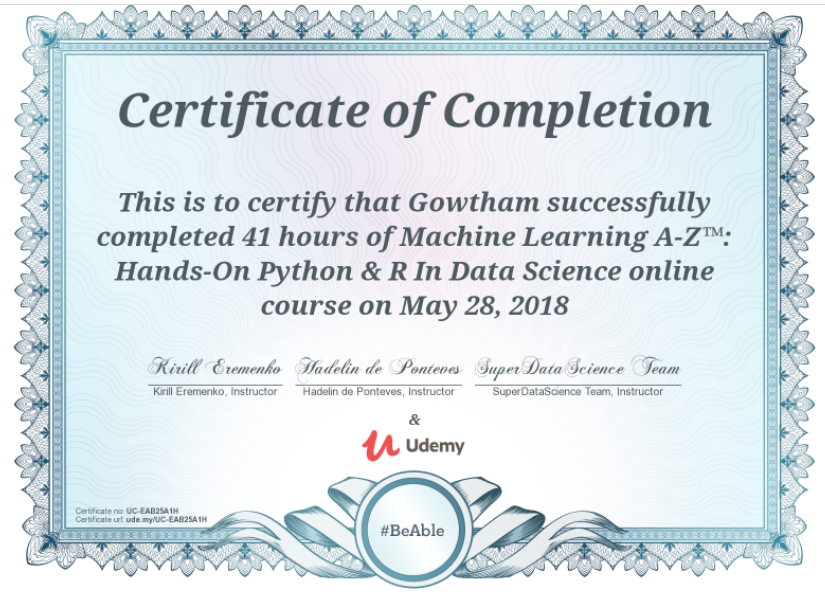 Certificate of Completion
This is to certify that Gowtham successfully
completed 41 hours of Machine Learning A-Z™:
Hands-On Python & R In Data Science online
course on May 28, 2018
Kirill Eremenko Hadelin de Ponteves SuperDataScience Team
Kirill Eremenko, Instructor Hadelin de Ponteves, Instructor SuperDataScience Team, Instructor
&
Udemy
Certificate no: UC-EAB25A1H
Certificate url: ude.my/UC-EAB25A1H
#BeAble